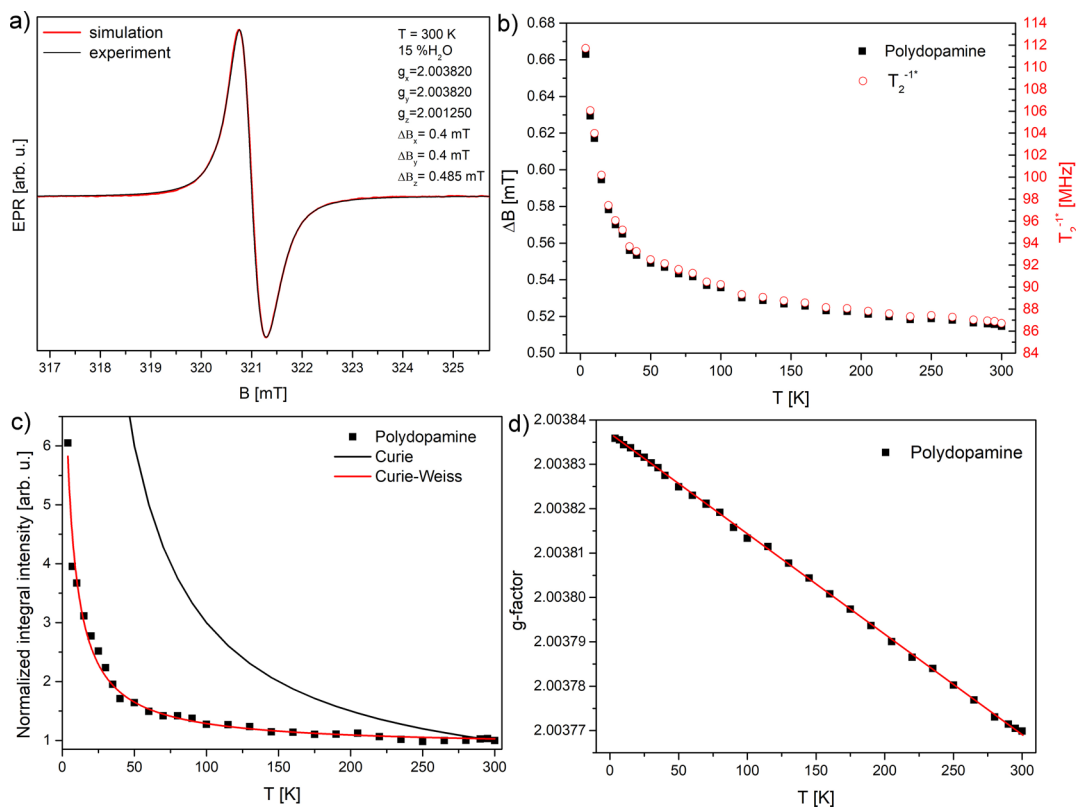 a)
simulation
experiment
T = 300 K
15 %H₂O
gₓ=2.003820
gᵧ=2.003820
g_z=2.001250
ΔBₓ= 0.4 mT
ΔBᵧ= 0.4 mT
ΔB_z= 0.485 mT
EPR [arb. u.]
317 318 319 320 321 322 323 324 325
B [mT]
b)
Polydopamine
T₂⁻¹*
0.68
0.66
0.64
0.62
0.60
0.58
0.56
0.54
0.52
0.50
ΔB [mT]
114
112
110
108
106
104
102
100
98
96
94
92
90
88
86
84
T₂⁻¹* [MHz]
0 50 100 150 200 250 300
T [K]
c)
Polydopamine
Curie
Curie-Weiss
6
5
4
3
2
1
Normalized integral intensity [arb. u.]
0 50 100 150 200 250 300
T [K]
d)
Polydopamine
2.00384
2.00383
2.00382
2.00381
2.00380
2.00379
2.00378
2.00377
g-factor
0 50 100 150 200 250 300
T [K]